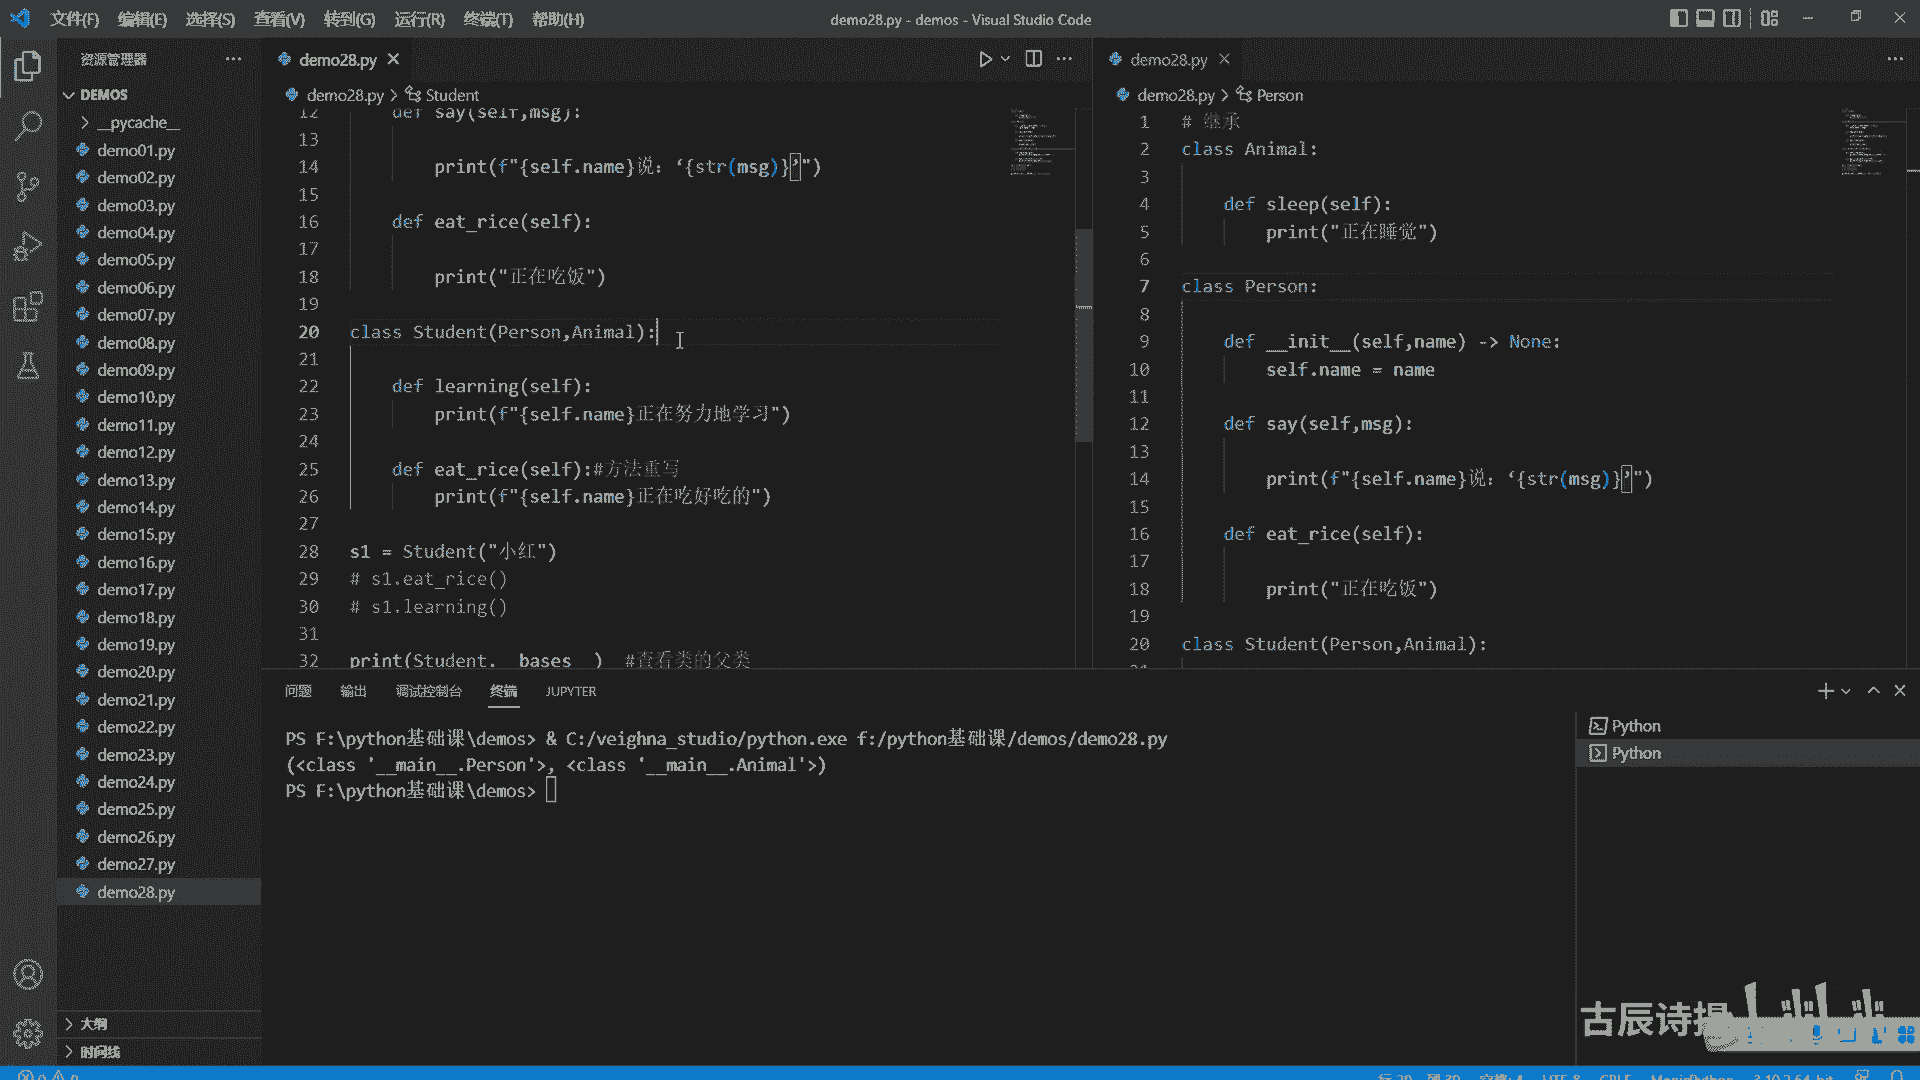 文件(F) 编辑(E) 选择(S) 查看(V) 转到(G) 运行(R) 终端(T) 帮助(H) demo28.py - demos - Visual Studio Code
资源管理器
DEMOS
__pycache__
demo01.py
demo02.py
demo03.py
demo04.py
demo05.py
demo06.py
demo07.py
demo08.py
demo09.py
demo10.py
demo11.py
demo12.py
demo13.py
demo14.py
demo15.py
demo16.py
demo17.py
demo18.py
demo19.py
demo20.py
demo21.py
demo22.py
demo23.py
demo24.py
demo25.py
demo26.py
demo27.py
demo28.py
大纲
时间线
demo28.py
demo28.py > Student
12 def say(self,msg):
13
14 print(f"{self.name}说：‘{str(msg)}’")
15
16 def eat_rice(self):
17
18 print("正在吃饭")
19
20 class Student(Person,Animal):
21
22 def learning(self):
23 print(f"{self.name}正在努力地学习")
24
25 def eat_rice(self):#方法重写
26 print(f"{self.name}正在吃好吃的")
27
28 s1 = Student("小红")
29 # s1.eat_rice()
30 # s1.learning()
31
32 print(Student.__bases__) #查看类的父类
demo28.py
demo28.py > Person
1 # 继承
2 class Animal:
3
4 def sleep(self):
5 print("正在睡觉")
6
7 class Person:
8
9 def __init__(self,name) -> None:
10 self.name = name
11
12 def say(self,msg):
13
14 print(f"{self.name}说：‘{str(msg)}’")
15
16 def eat_rice(self):
17
18 print("正在吃饭")
19
20 class Student(Person,Animal):
问题 输出 调试控制台 终端 JUPYTER
PS F:\python基础课\demos> & C:/veighna_studio/python.exe f:/python基础课/demos/demo28.py
(<class '__main__.Person'>, <class '__main__.Animal'>)
PS F:\python基础课\demos>
Python
Python
古辰诗提